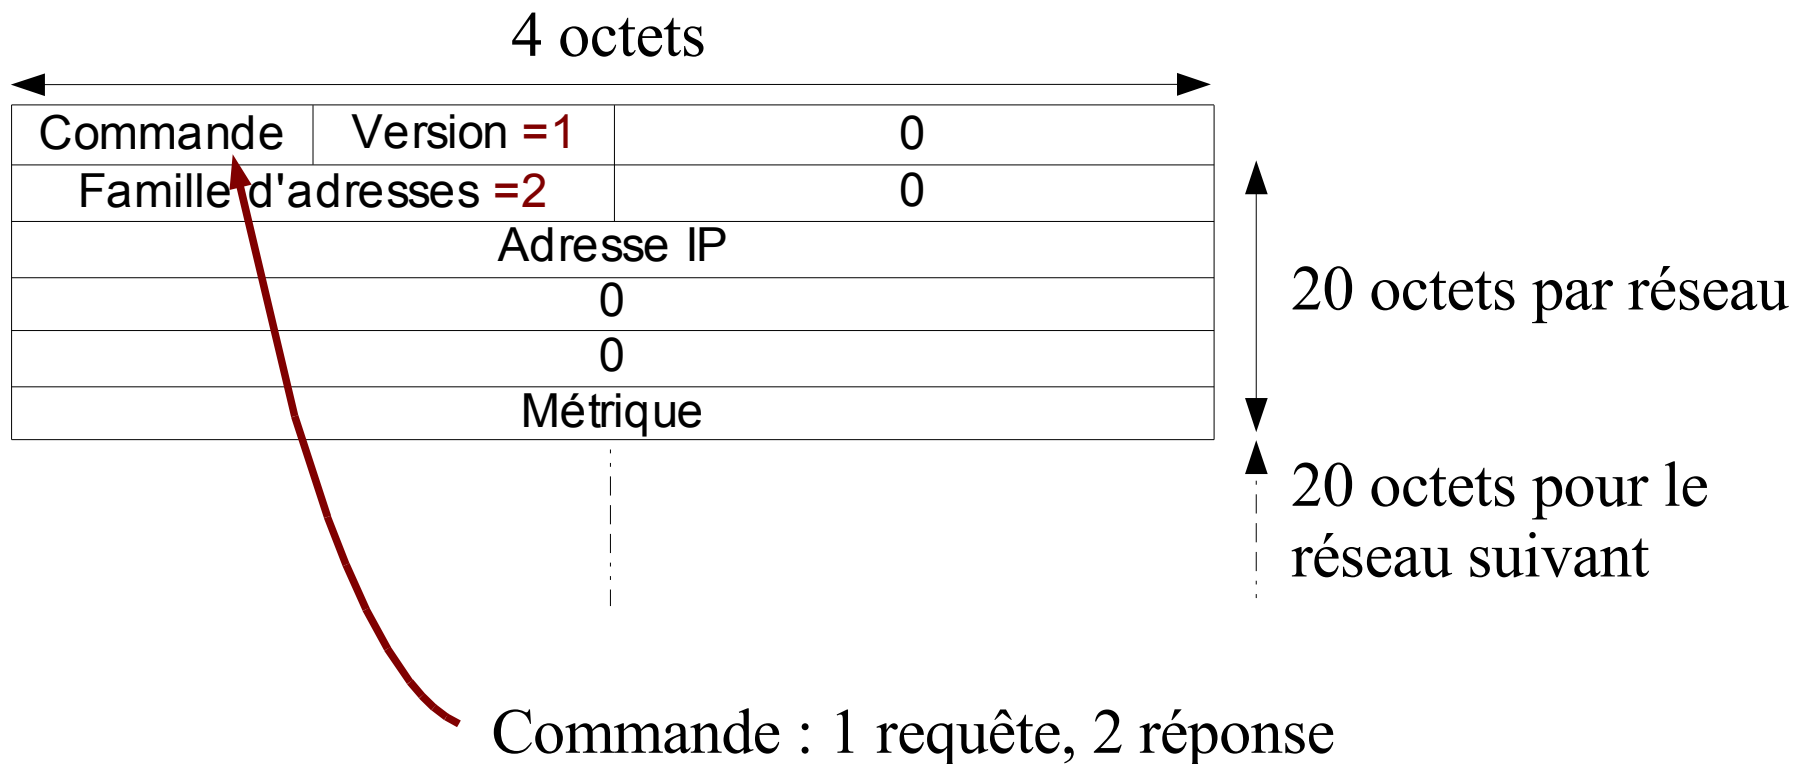 4 octets
Commande Version =1 0
Famille d'adresses =2 0
Adresse IP
0
20 octets par réseau
0
Métrique
20 octets pour le
réseau suivant
Commande : 1 requête, 2 réponse